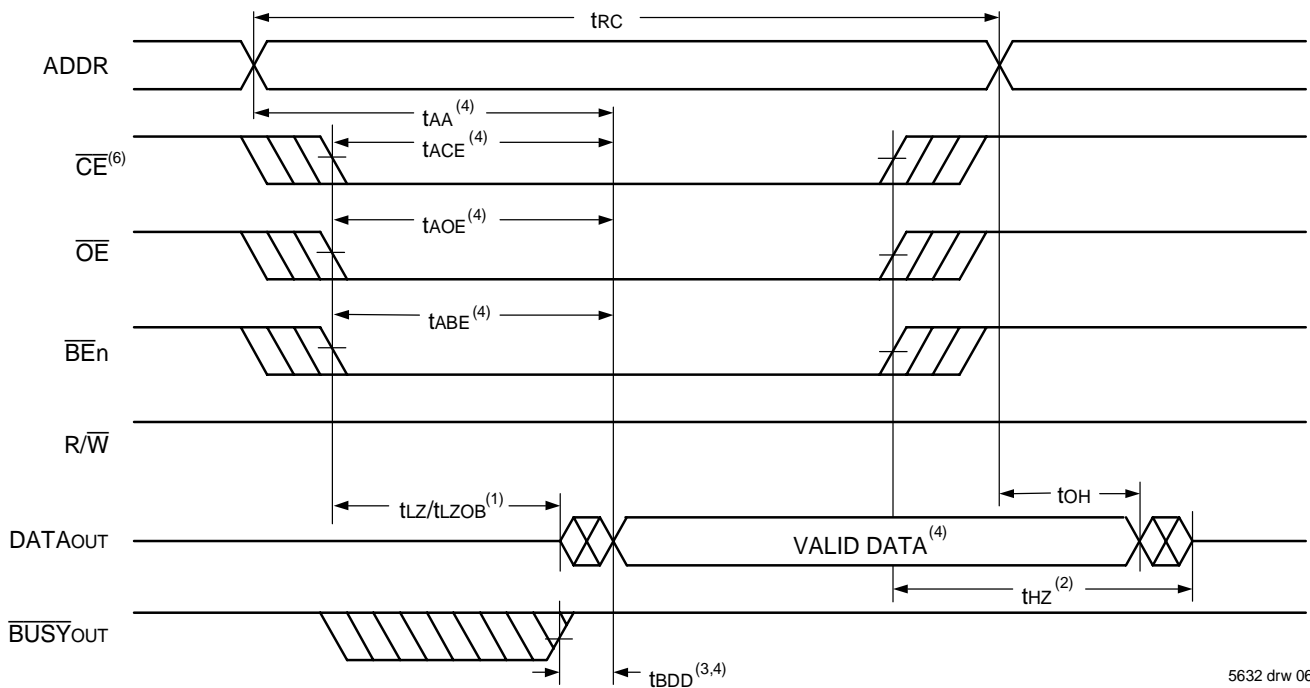 tRC
ADDR
tAA(4)
tACE(4)
CE(6)
tAOE(4)
OE
tABE(4)
BEn
R/W
tLZ/tLZOB(1)
tOH
DATAOUT
VALID DATA(4)
tHZ(2)
BUSYOUT
tBDD(3,4)
5632 drw 06